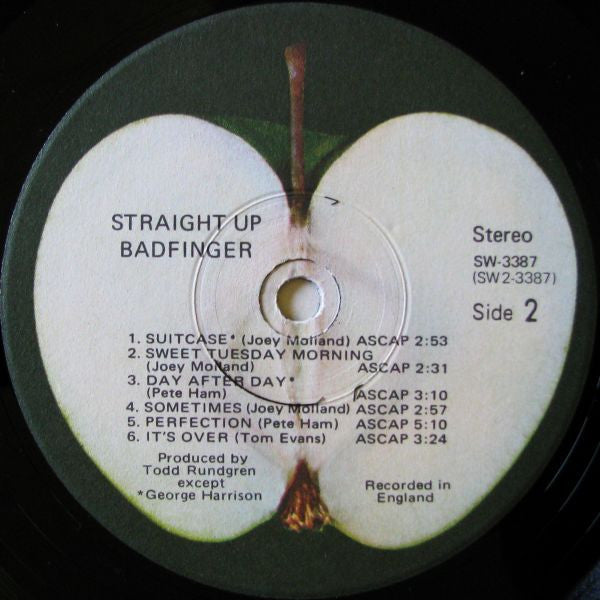 STRAIGHT UP
BADFINGER
Stereo
SW-3387
(SW2-3387)
Side 2
1. SUITCASE* (Joey Molland) ASCAP 2:53
2. SWEET TUESDAY MORNING
(Joey Molland) ASCAP 2:31
3. DAY AFTER DAY*
(Pete Ham) ASCAP 3:10
4. SOMETIMES (Joey Molland) ASCAP 2:57
5. PERFECTION (Pete Ham) ASCAP 5:10
6. IT'S OVER (Tom Evans) ASCAP 3:24
Produced by
Todd Rundgren
except
*George Harrison
Recorded in
England